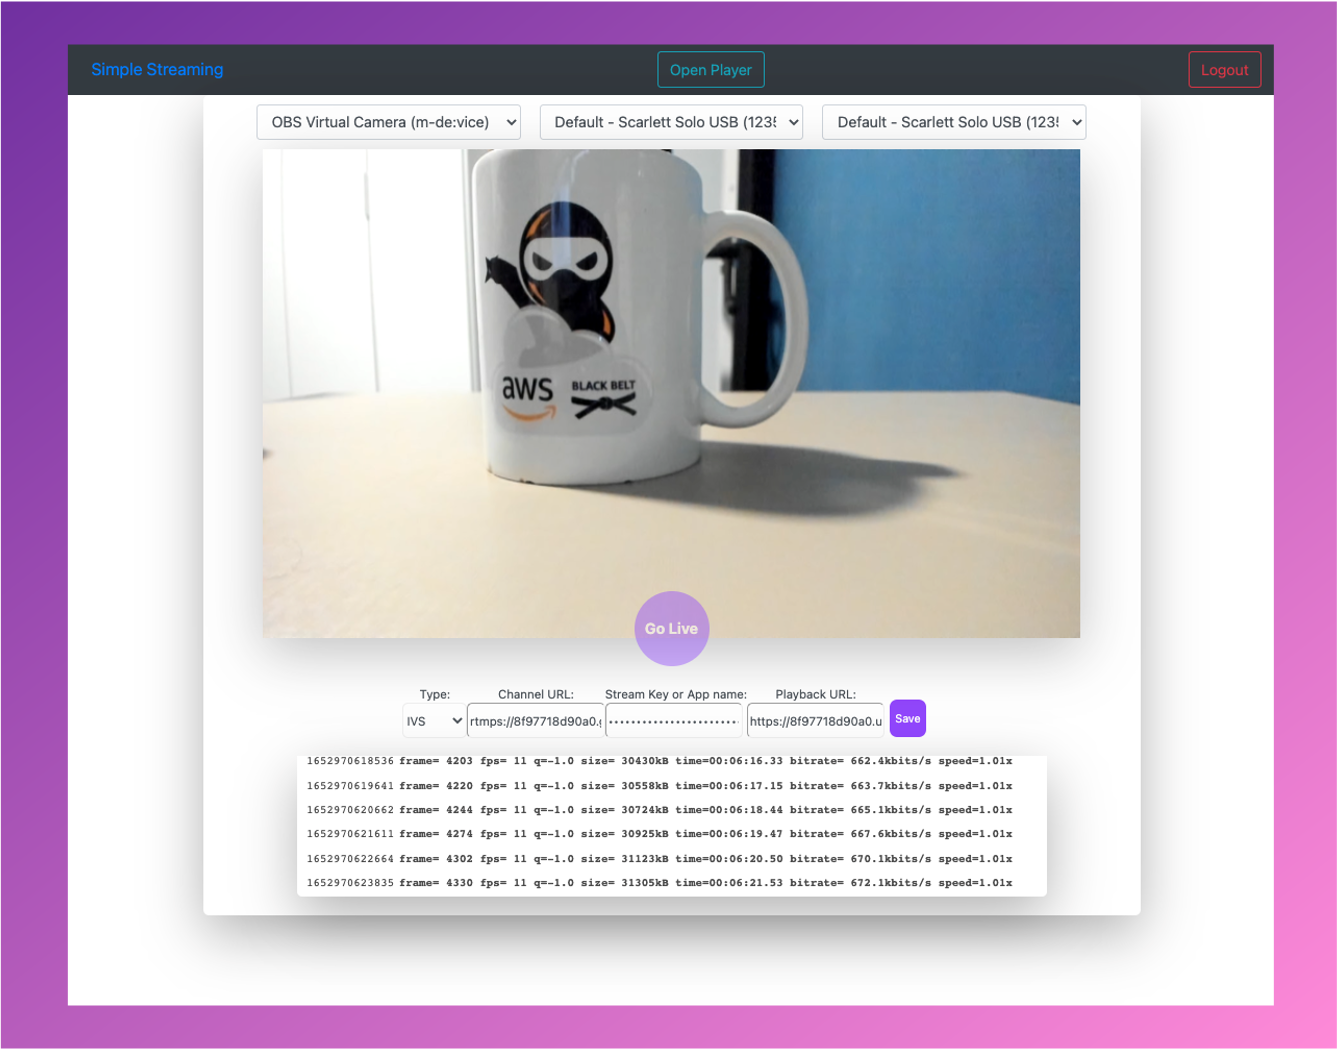 Simple Streaming
Open Player
Logout
OBS Virtual Camera (m-de:vice)
Default - Scarlett Solo USB (1235
Default - Scarlett Solo USB (1235
aws
BLACK BELT
Go Live
Type:
Channel URL:
Stream Key or App name:
Playback URL:
IVS
rtmps://8f97718d90a0.g
https://8f97718d90a0.u
Save
1652970618536 frame= 4203 fps= 11 q=-1.0 size= 30430kB time=00:06:16.33 bitrate= 662.4kbits/s speed=1.01x
1652970619641 frame= 4220 fps= 11 q=-1.0 size= 30558kB time=00:06:17.15 bitrate= 663.7kbits/s speed=1.01x
1652970620662 frame= 4244 fps= 11 q=-1.0 size= 30724kB time=00:06:18.44 bitrate= 665.1kbits/s speed=1.01x
1652970621611 frame= 4274 fps= 11 q=-1.0 size= 30925kB time=00:06:19.47 bitrate= 667.6kbits/s speed=1.01x
1652970622664 frame= 4302 fps= 11 q=-1.0 size= 31123kB time=00:06:20.50 bitrate= 670.1kbits/s speed=1.01x
1652970623835 frame= 4330 fps= 11 q=-1.0 size= 31305kB time=00:06:21.53 bitrate= 672.1kbits/s speed=1.01x